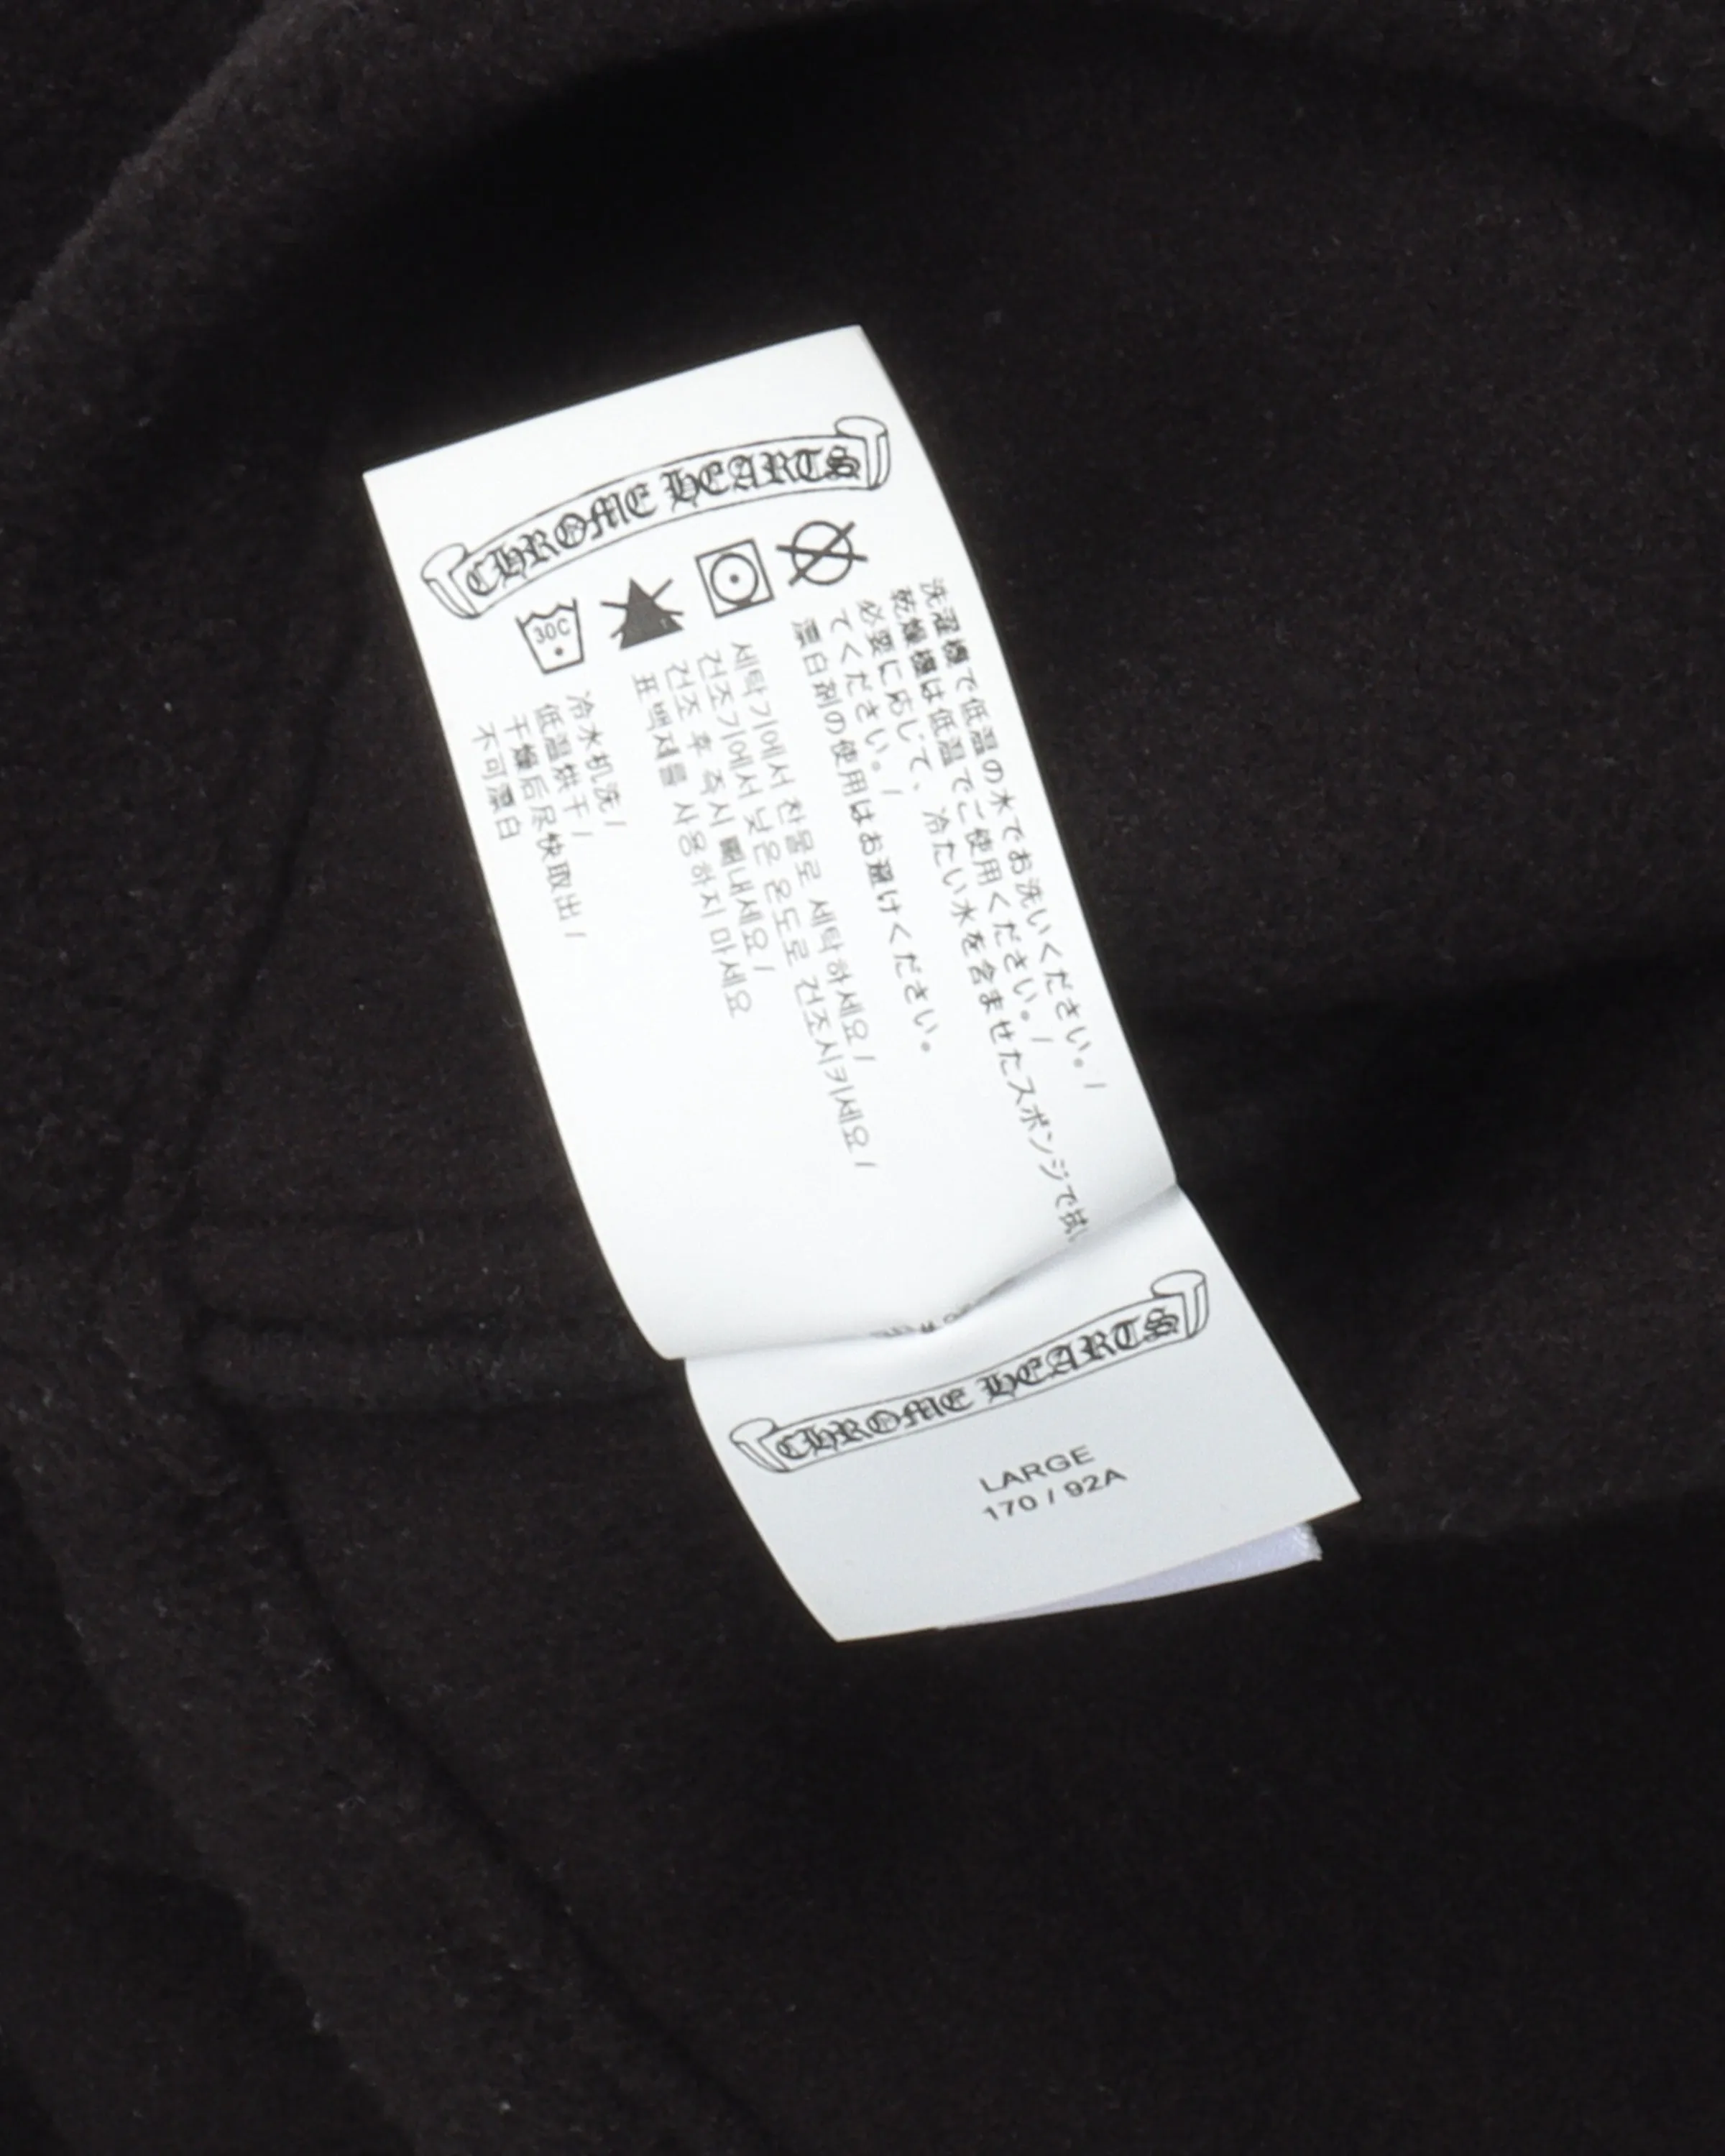 CHROME HEARTS
30C
洗濯機で低温の水でお洗いください。/
乾燥機は低温でご使用ください。/
必要に応じて、冷たい水を含ませたスポンジで拭い
てください。/
漂白剤の使用はお避けください。
세탁기에서 찬물로 세탁하세요/
건조기에서 낮은 온도로 건조시키세요/
건조 후 즉시 빼내세요/
표백제를 사용하지 마세요
冷水机洗/
低温烘干/
干燥后尽快取出/
不可漂白
CHROME HEARTS
LARGE
170 / 92A